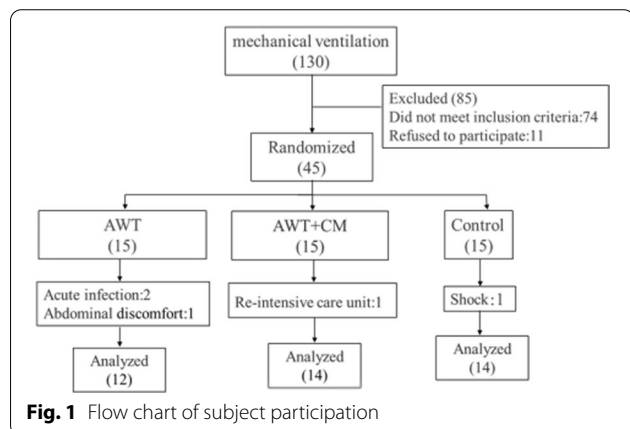 mechanical ventilation
(130)
Excluded (85)
Did not meet inclusion criteria:74
Refused to participate:11
Randomized
(45)
AWT
(15)
AWT+CM
(15)
Control
(15)
Acute infection:2
Abdominal discomfort:1
Re-intensive care unit:1
Shock:1
Analyzed
(12)
Analyzed
(14)
Analyzed
(14)
Fig. 1 Flow chart of subject participation